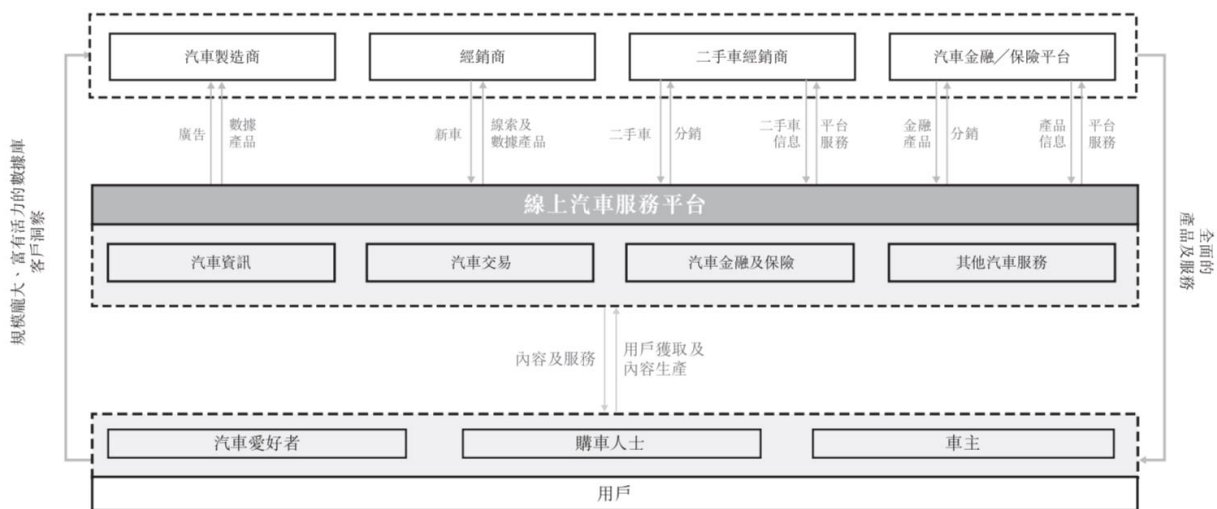 汽車製造商
經銷商
二手車經銷商
汽車金融／保險平台
廣告
數據
產品
新車
線索及
數據產品
二手車
分銷
二手車
信息
平台
服務
金融
產品
分銷
產品
信息
平台
服務
規模龐大、富有活力的數據庫
客戶洞察
線上汽車服務平台
汽車資訊
汽車交易
汽車金融及保險
其他汽車服務
全面的
產品及服務
內容及服務
用戶獲取及
內容生產
汽車愛好者
購車人士
車主
用戶